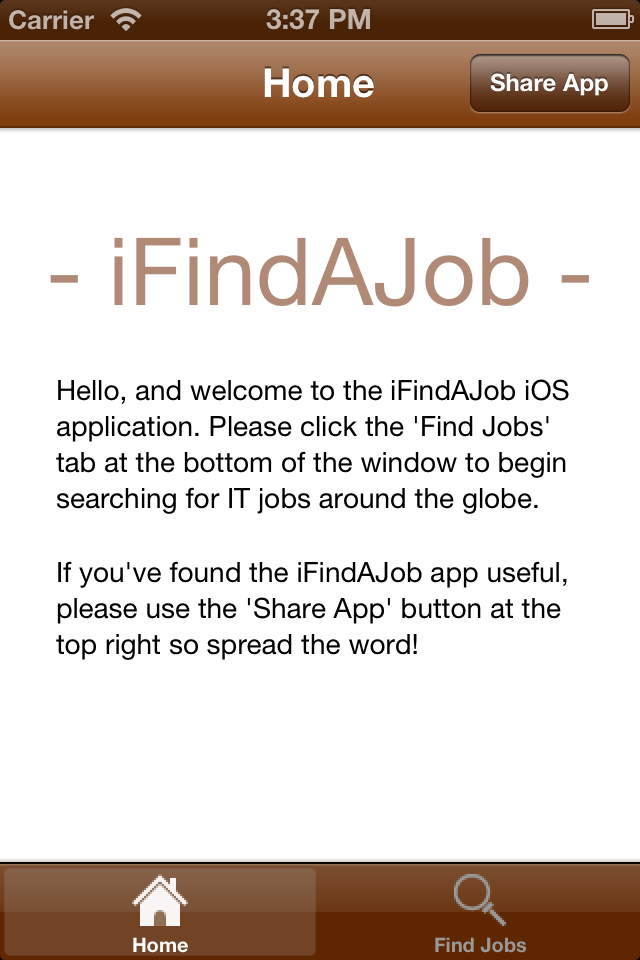 Carrier 3:37 PM
Home Share App
- iFindAJob -
Hello, and welcome to the iFindAJob iOS
application. Please click the 'Find Jobs'
tab at the bottom of the window to begin
searching for IT jobs around the globe.
If you've found the iFindAJob app useful,
please use the 'Share App' button at the
top right so spread the word!
Home Find Jobs